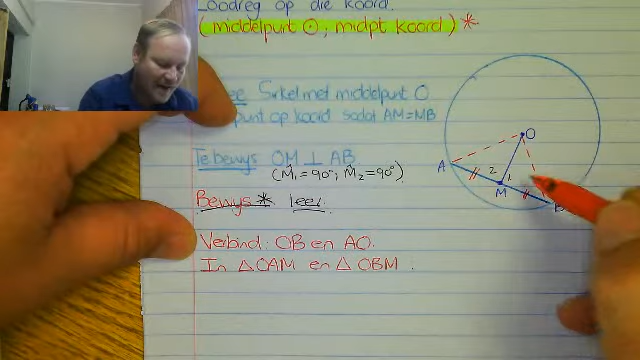 Loodreg op die koord.
(middelpunt ⊙; midpt koord)*
Sirkel met middelpunt O
punt op koord sodat AM=MB
Te bewys OM ⊥ AB
(M̂₁=90°; M̂₂=90°)
Bewys * leer
Verbind: OB en AO.
In △OAM en △OBM.
O
A
2
1
M
B